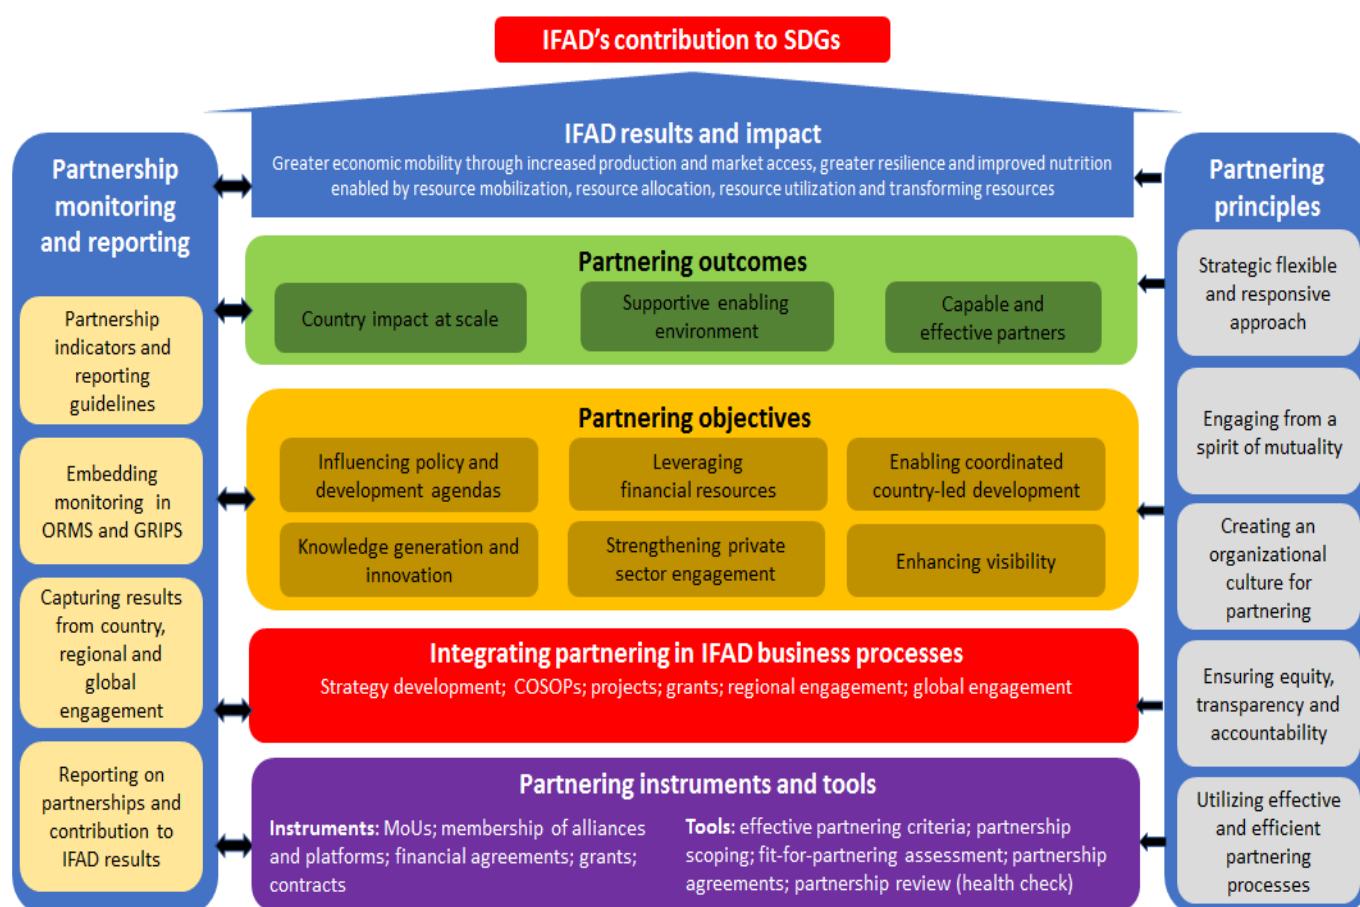 IFAD's contribution to SDGs
IFAD results and impact
Greater economic mobility through increased production and market access, greater resilience and improved nutrition
enabled by resource mobilization, resource allocation, resource utilization and transforming resources
Partnership
monitoring
and reporting
Partnership
indicators and
reporting
guidelines
Embedding
monitoring in
ORMS and GRIPS
Capturing results
from country,
regional and
global
engagement
Reporting on
partnerships and
contribution to
IFAD results
Partnering outcomes
Country impact at scale
Supportive enabling
environment
Capable and
effective partners
Partnering objectives
Influencing policy and
development agendas
Leveraging
financial resources
Enabling coordinated
country-led development
Knowledge generation and
innovation
Strengthening private
sector engagement
Enhancing visibility
Integrating partnering in IFAD business processes
Strategy development; COSOPs; projects; grants; regional engagement; global engagement
Partnering instruments and tools
Instruments: MoUs; membership of alliances
and platforms; financial agreements; grants;
contracts
Tools: effective partnering criteria; partnership
scoping; fit-for-partnering assessment; partnership
agreements; partnership review (health check)
Partnering
principles
Strategic flexible
and responsive
approach
Engaging from a
spirit of mutuality
Creating an
organizational
culture for
partnering
Ensuring equity,
transparency and
accountability
Utilizing effective
and efficient
partnering
processes